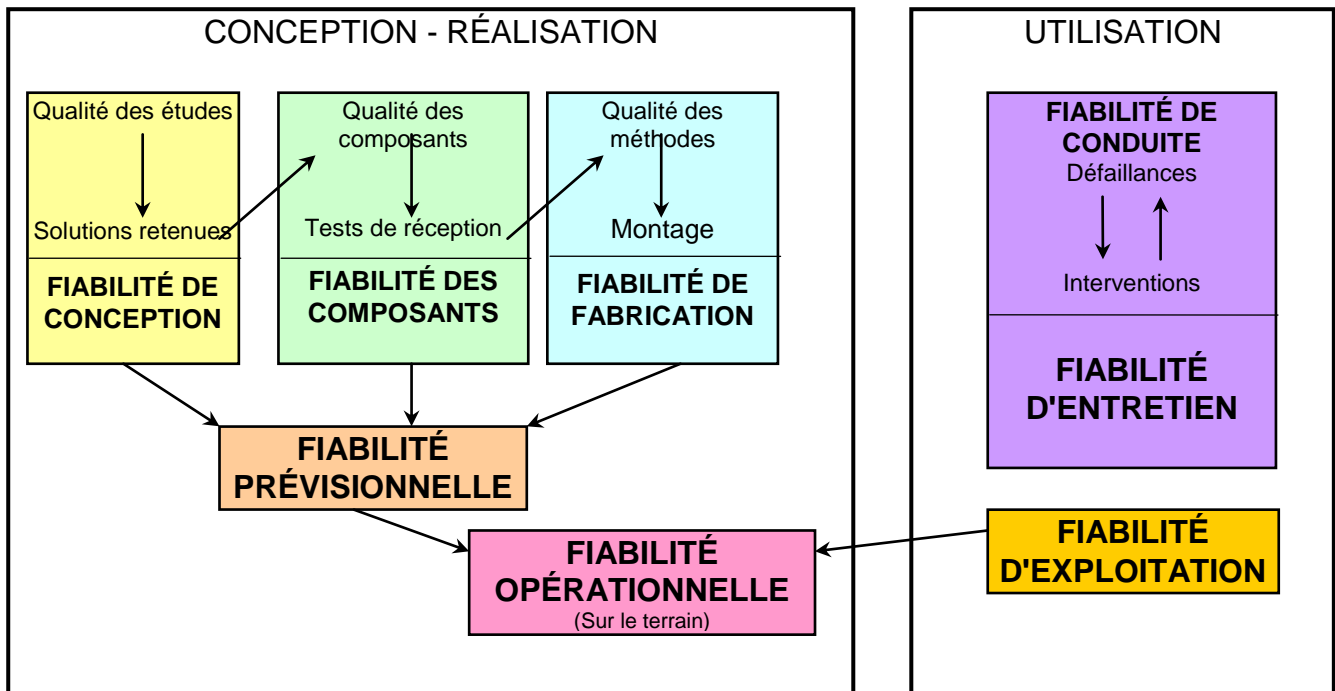 CONCEPTION - RÉALISATION
Qualité des études
Solutions retenues
FIABILITÉ DE
CONCEPTION
Qualité des
composants
Tests de réception
FIABILITÉ DES
COMPOSANTS
Qualité des
méthodes
Montage
FIABILITÉ DE
FABRICATION
FIABILITÉ
PRÉVISIONNELLE
FIABILITÉ
OPÉRATIONNELLE
(Sur le terrain)
UTILISATION
FIABILITÉ DE
CONDUITE
Défaillances
Interventions
FIABILITÉ
D'ENTRETIEN
FIABILITÉ
D'EXPLOITATION